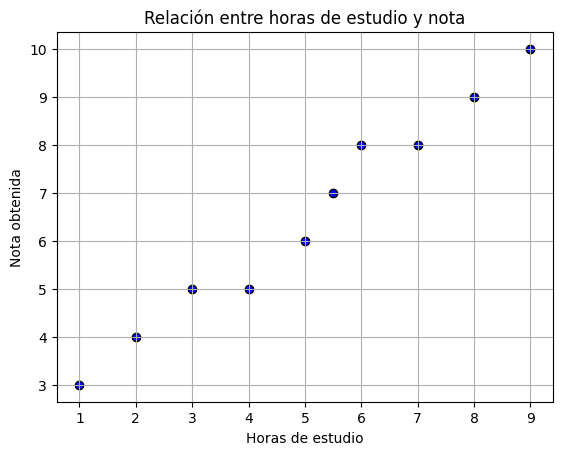 Relación entre horas de estudio y nota
10
9
8
7
6
5
4
3
Nota obtenida
1 2 3 4 5 6 7 8 9
Horas de estudio